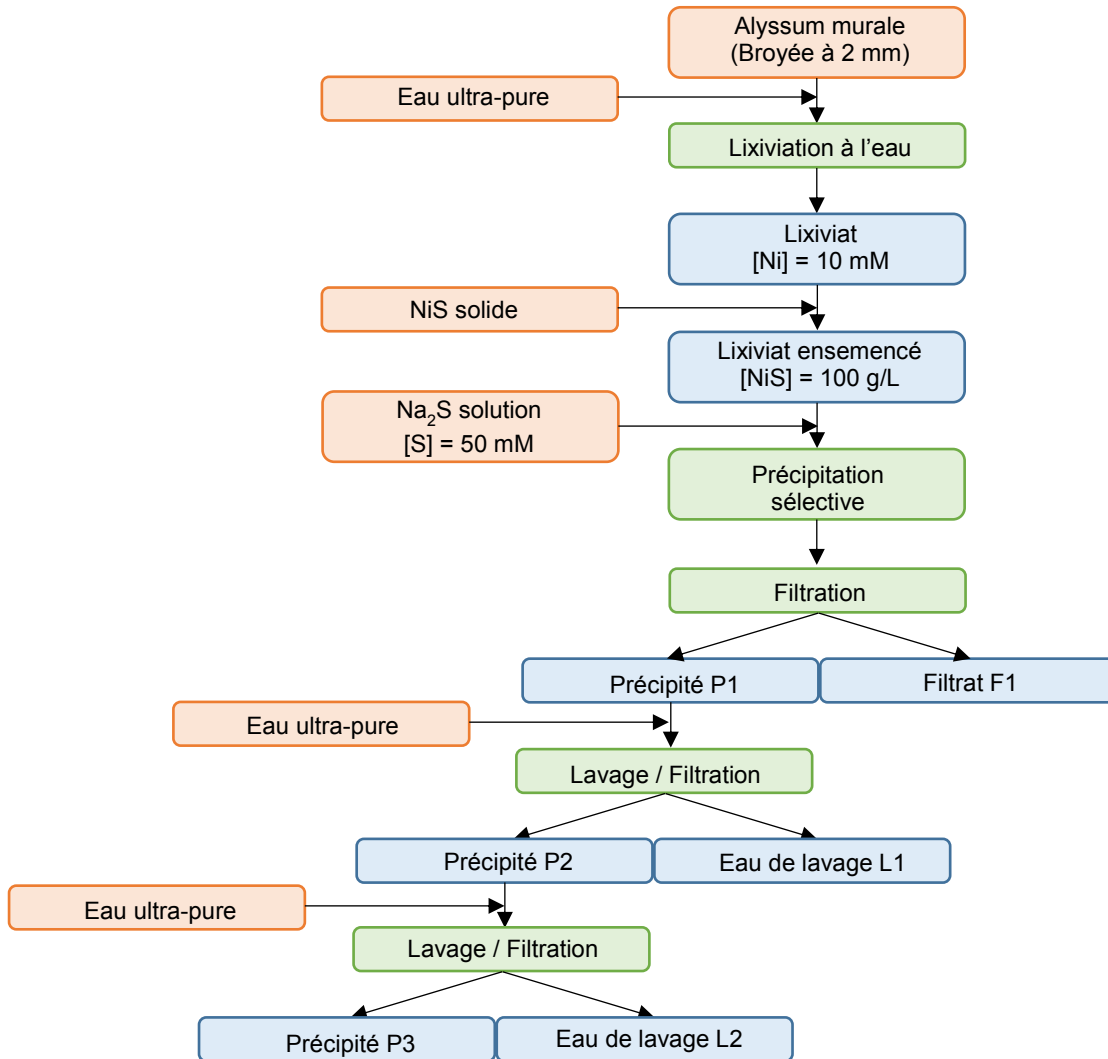 Alyssum murale
(Broyée à 2 mm)
Eau ultra-pure
Lixiviation à l'eau
Lixiviat
[Ni] = 10 mM
NiS solide
Lixiviat ensemencé
[NiS] = 100 g/L
Na₂S solution
[S] = 50 mM
Précipitation
sélective
Filtration
Précipité P1
Filtrat F1
Eau ultra-pure
Lavage / Filtration
Précipité P2
Eau de lavage L1
Eau ultra-pure
Lavage / Filtration
Précipité P3
Eau de lavage L2